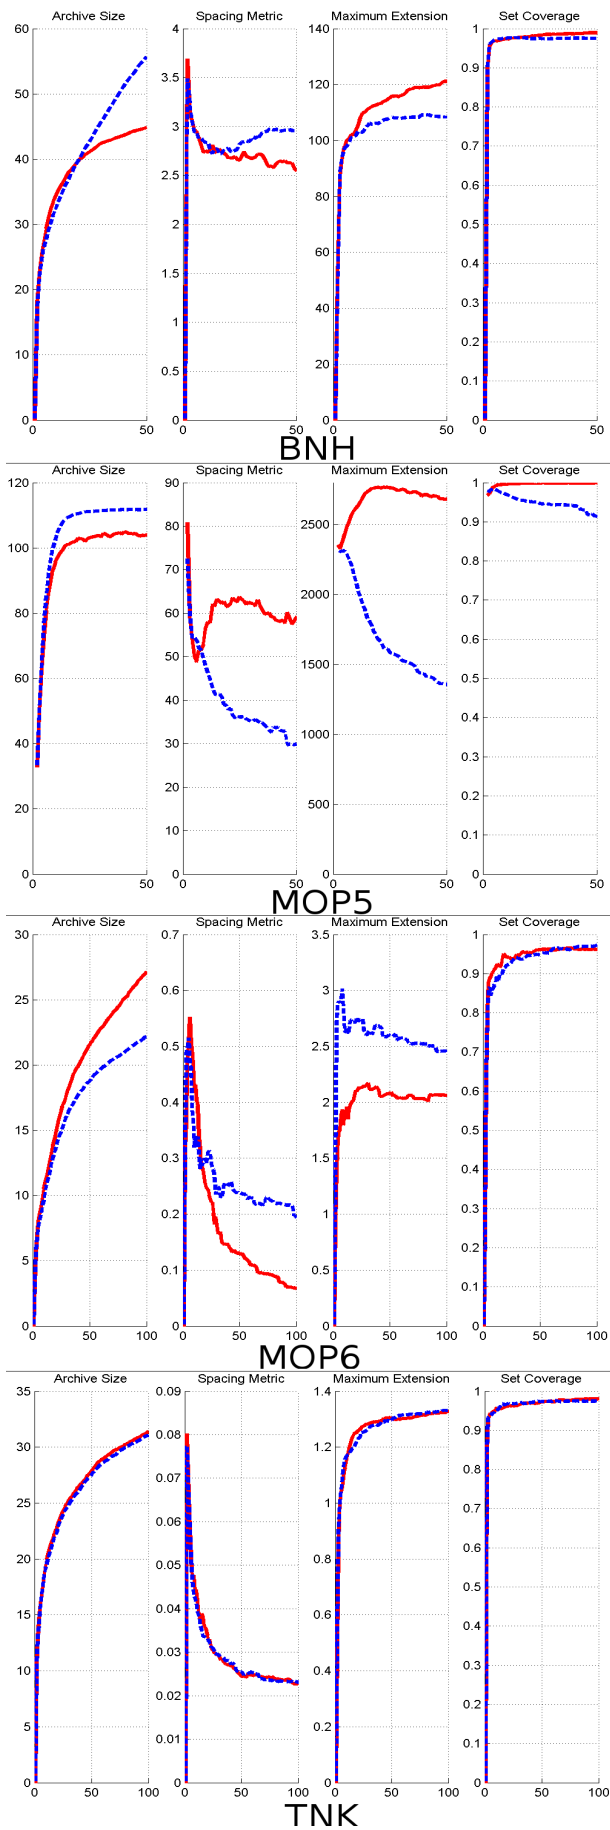 Archive Size Spacing Metric Maximum Extension Set Coverage
60 4 140 1
50 3.5 120 0.9
40 3 100 0.8
30 2.5 80 0.7
20 2 60 0.6
10 1.5 40 0.5
0 1 20 0.4
0.5 0 0.3
0 0.2
0.1
0
0 50 0 50 0 50 0 50
BNH
Archive Size Spacing Metric Maximum Extension Set Coverage
120 90 2500 1
100 80 2000 0.9
80 70 1500 0.8
60 60 1000 0.7
40 50 500 0.6
20 40 0 0.5
0 30 0.4
20 0.3
10 0.2
0 0.1
0
0 50 0 50 0 50 0 50
MOP5
Archive Size Spacing Metric Maximum Extension Set Coverage
30 0.7 3.5 1
25 0.6 3 0.9
20 0.5 2.5 0.8
15 0.4 2 0.7
10 0.3 1.5 0.6
5 0.2 1 0.5
0 0.1 0.5 0.4
0 0 0.3
0.2
0.1
0
0 50 100 0 50 100 0 50 100 0 50 100
MOP6
Archive Size Spacing Metric Maximum Extension Set Coverage
35 0.09 1.4 1
30 0.08 1.2 0.9
25 0.07 1 0.8
20 0.06 0.8 0.7
15 0.05 0.6 0.6
10 0.04 0.4 0.5
5 0.03 0.2 0.4
0 0.02 0 0.3
0.01 0.2
0 0.1
0
0 50 100 0 50 100 0 50 100 0 50 100
TNK